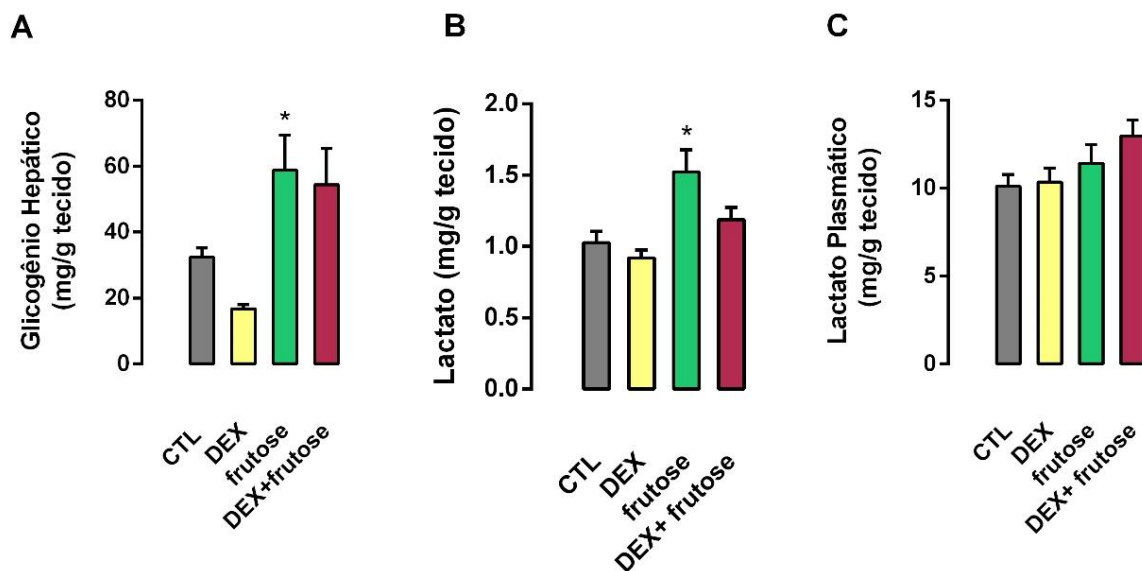 A
Glicogênio Hepático
(mg/g tecido)
80
60
40
20
0
*
CTL
DEX
frutose
DEX+frutose
B
Lactato (mg/g tecido)
2.0
1.5
1.0
0.5
0.0
*
CTL
DEX
frutose
DEX+ frutose
C
Lactato Plasmático
(mg/g tecido)
15
10
5
0
CTL
DEX
frutose
DEX+ frutose